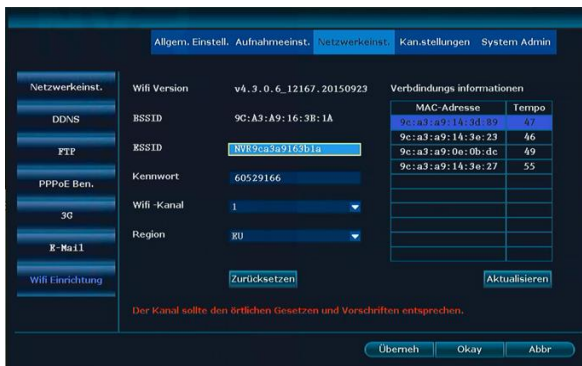 Allgem. Einstell. Aufnahmeeinst. Netzwerkeinst. Kan.stellungen System Admin
Netzwerkeinst.
DDNS
FTP
PPPoE Ben.
3G
E-Mail
Wifi Einrichtung
Wifi Version v4.3.0.6_12167.20150923
BSSID 9C:A3:A9:16:3B:1A
ESSID NVR9ca3a9163b1a
Kennwort 60529166
Wifi -Kanal 1
Region EU
Zurücksetzen
Verbdindungs informationen
MAC-Adresse Tempo
9c:a3:a9:14:3d:89 47
9c:a3:a9:14:3e:23 46
9c:a3:a9:0e:0b:dc 49
9c:a3:a9:14:3e:27 55
Aktualisieren
Der Kanal sollte den örtlichen Gesetzen und Vorschriften entsprechen.
Überneh Okay Abbr